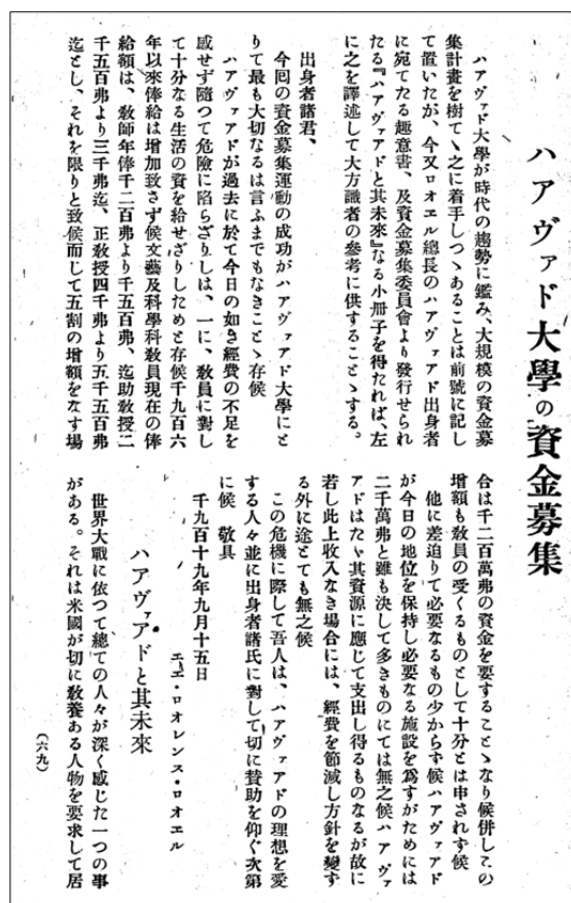 ハアヴァド大學の資金募集
ハアヴァド大學が時代の趨勢に鑑み、大規模の資金募
集計畫を樹てゝ之に着手しつゝあることは前號に記し
て置いたが、今又ロオエル總長のハアヴァアド出身者
に宛てたる趣意書、及資金募集委員會より發行せられ
たる『ハアヴァアドと其未來』なる小冊子を得たれば、左
に之を譯述して大方識者の參考に供することゝする。
出身者諸君、
今回の資金募集運動の成功がハアヴァアド大學にと
りて最も大切なるは言ふまでもなきことゝ存候
ハアヴァアドが過去に於て今日の如き經費の不足を
感せず隨つて危險に陷らざりしは、一に、敎員に對し
て十分なる生活の資を給せざりしためと存候千九百六
年以來俸給は增加致さず候文藝及科學科敎員現在の俸
給額は、敎師年俸千二百弗より千五百弗、迄助敎授二
千五百弗より三千弗迄、正敎授四千弗より五千五百弗
迄とし、それを限りと致候而じて五割の增額をなす場
合は千二百萬弗の資金を要することゝなり候併しこの
增額も敎員の受くるものとして十分とは申されず候
他に差迫りて必要なるもの少からず候ハアヴァアド
が今日の地位を保持し必要なる施設を爲すがためには
二千萬弗と雖も決して多きものにては無之候ハアヴァ
アドはたゞ其資源に應じて支出し得るものなるが故に
若し此上收入なき場合には、經費を節減し方針を變ず
る外に途とても無之候
この危機に際して吾人は、ハアヴァアドの理想を愛
する人々並に出身者諸氏に對して切に賛助を仰ぐ次第
に候 敬具
千九百十九年九月十五日
エエ・ロオレンス・ロオエル
ハアヴァアドと其未來
世界大戰に依つて總ての人々が深く感じた一つの事
がある。それは米國が切に敎養ある人物を要求して居
(六九)